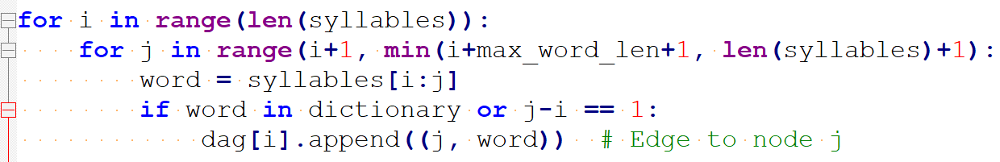 for i in range(len(syllables)):
    for j in range(i+1, min(i+max_word_len+1, len(syllables)+1):
        word = syllables[i:j]
        if word in dictionary or j-i == 1:
            dag[i].append((j, word))  # Edge to node j